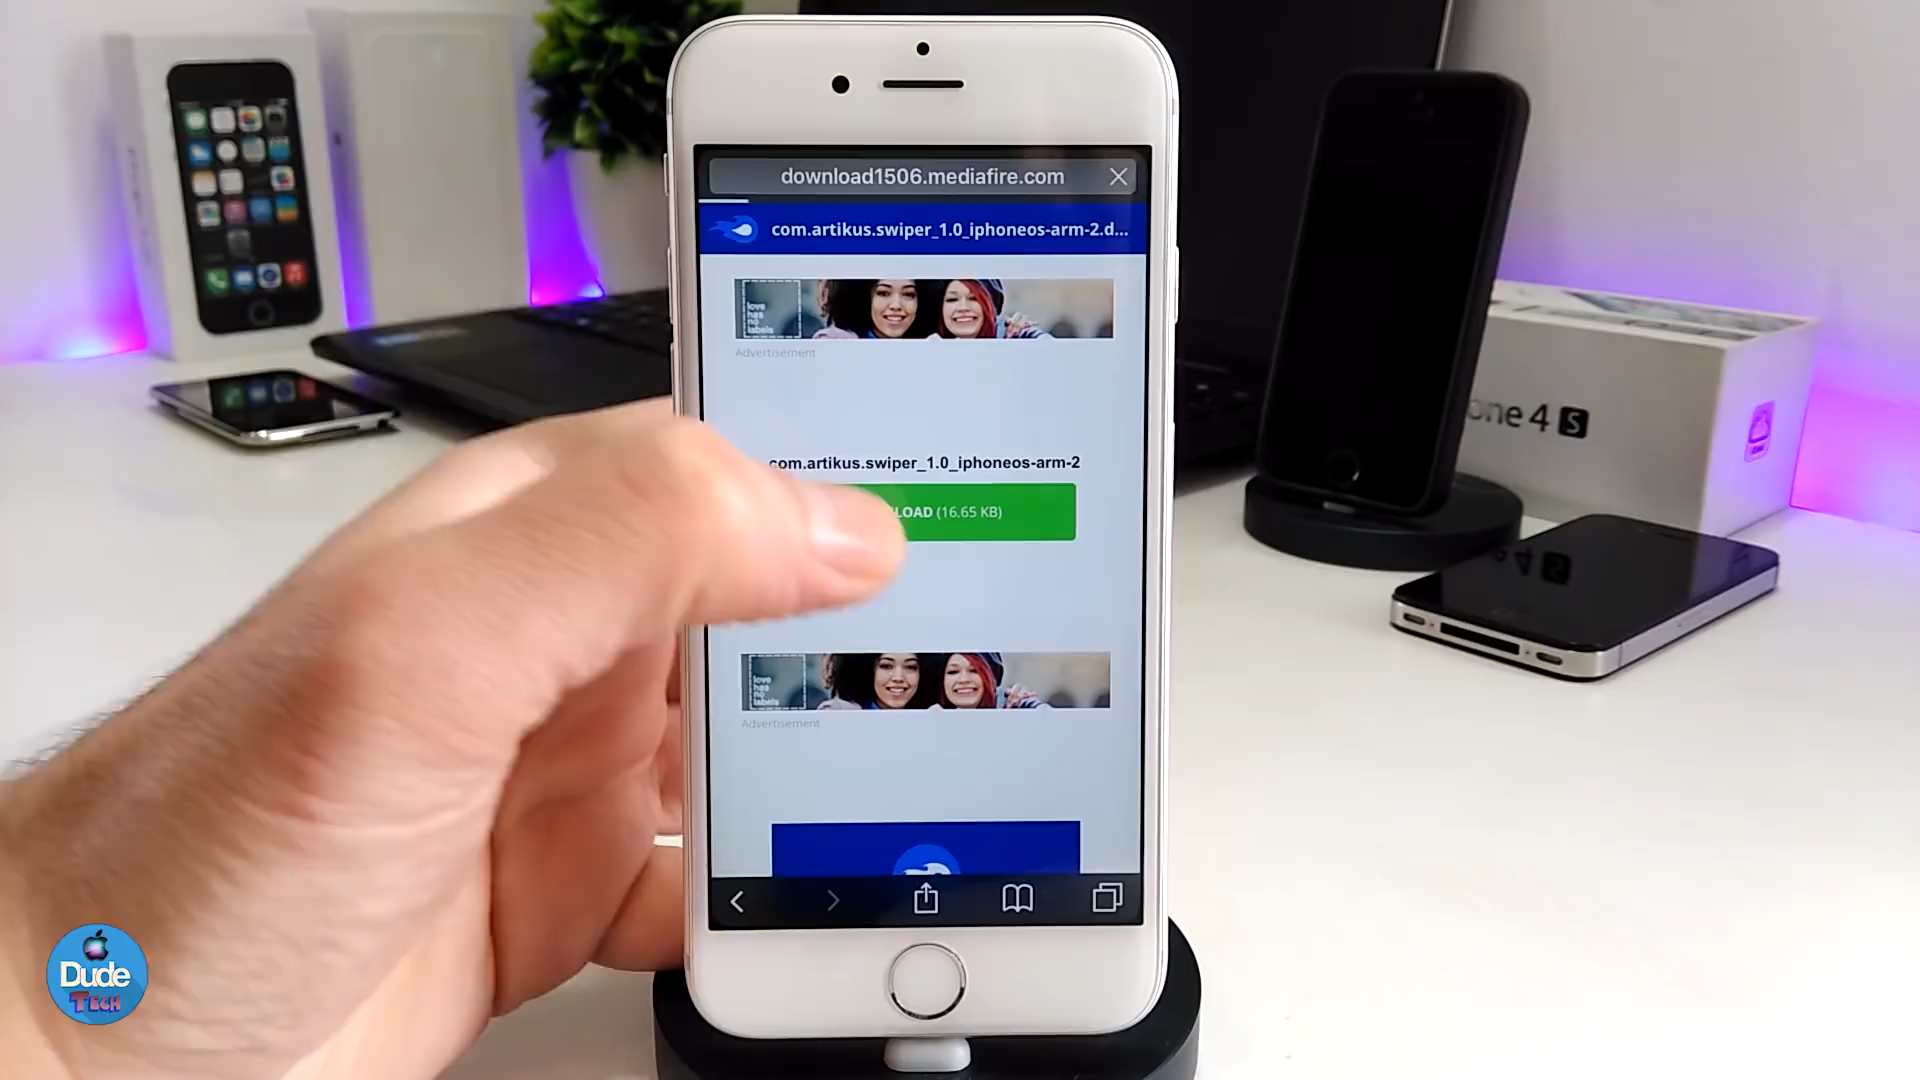 download1506.mediafire.com
com.artikus.swiper_1.0_iphoneos-arm-2.d...
love
has
no
labels
Advertisement
com.artikus.swiper_1.0_iphoneos-arm-2
LOAD (16.65 KB)
love
has
no
labels
Advertisement
one 4 S
4 S
Dude
TECH